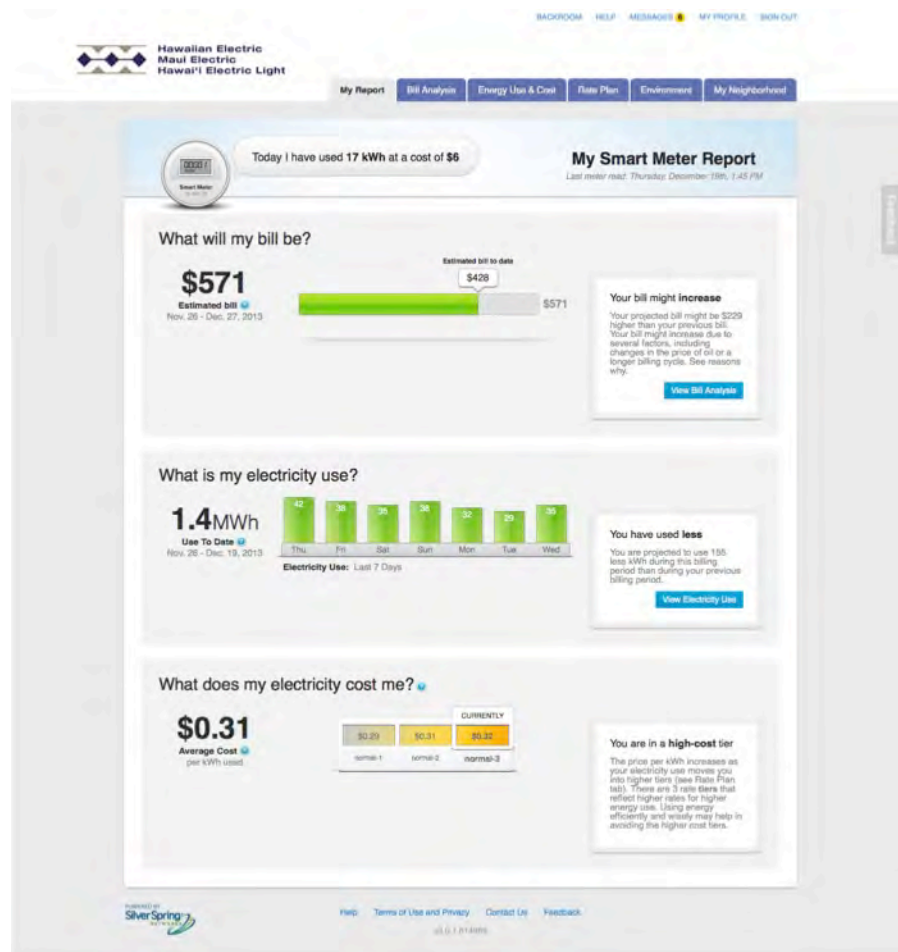 BACKROOM HELP MESSAGES 6 MY PROFILE SIGN OUT
Hawaiian Electric
Maui Electric
Hawai'i Electric Light
My Report Bill Analysis Energy Use & Cost Rate Plan Environment My Neighborhood
Today I have used 17 kWh at a cost of $6
My Smart Meter Report
Last meter read: Thursday, December 19th, 1:45 PM
Smart Meter
Feedback
What will my bill be?
Estimated bill to date
$428
$571
$571
Estimated bill
Nov. 26 - Dec. 27, 2013
Your bill might increase
Your projected bill might be $229
higher than your previous bill.
Your bill might increase due to
several factors, including
changes in the price of oil or a
longer billing cycle. See reasons
why.
View Bill Analysis
What is my electricity use?
1.4MWh
Use To Date
Nov. 26 - Dec. 19, 2013
42 38 35 38 32 29 35
Thu Fri Sat Sun Mon Tue Wed
Electricity Use: Last 7 Days
You have used less
You are projected to use 155
less kWh during this billing
period than during your previous
billing period.
View Electricity Use
What does my electricity cost me?
$0.31
Average Cost
per kWh used
CURRENTLY
$0.29 $0.31 $0.32
normal-1 normal-2 normal-3
You are in a high-cost tier
The price per kWh increases as
your electricity use moves you
into higher tiers (see Rate Plan
tab). There are 3 rate tiers that
reflect higher rates for higher
energy use. Using energy
efficiently and wisely may help in
avoiding the higher cost tiers.
POWERED BY
SilverSpring
NETWORKS
Help Terms of Use and Privacy Contact Us Feedback